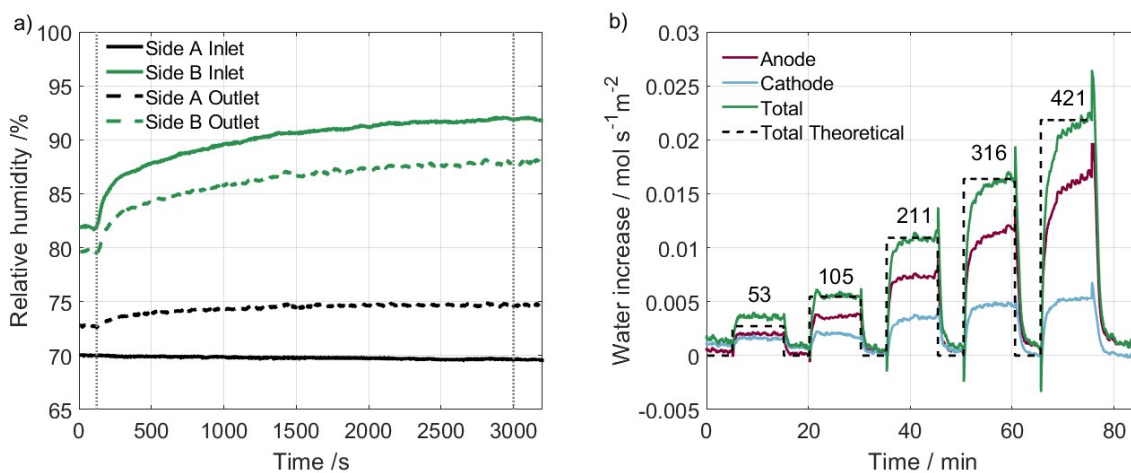 a)
Relative humidity /%
100
95
90
85
80
75
70
65
Side A Inlet
Side B Inlet
Side A Outlet
Side B Outlet
0 500 1000 1500 2000 2500 3000
Time /s
b)
Water increase / mol s⁻¹m⁻²
0.03
0.025
0.02
0.015
0.01
0.005
0
-0.005
Anode
Cathode
Total
Total Theoretical
53
105
211
316
421
0 20 40 60 80
Time / min